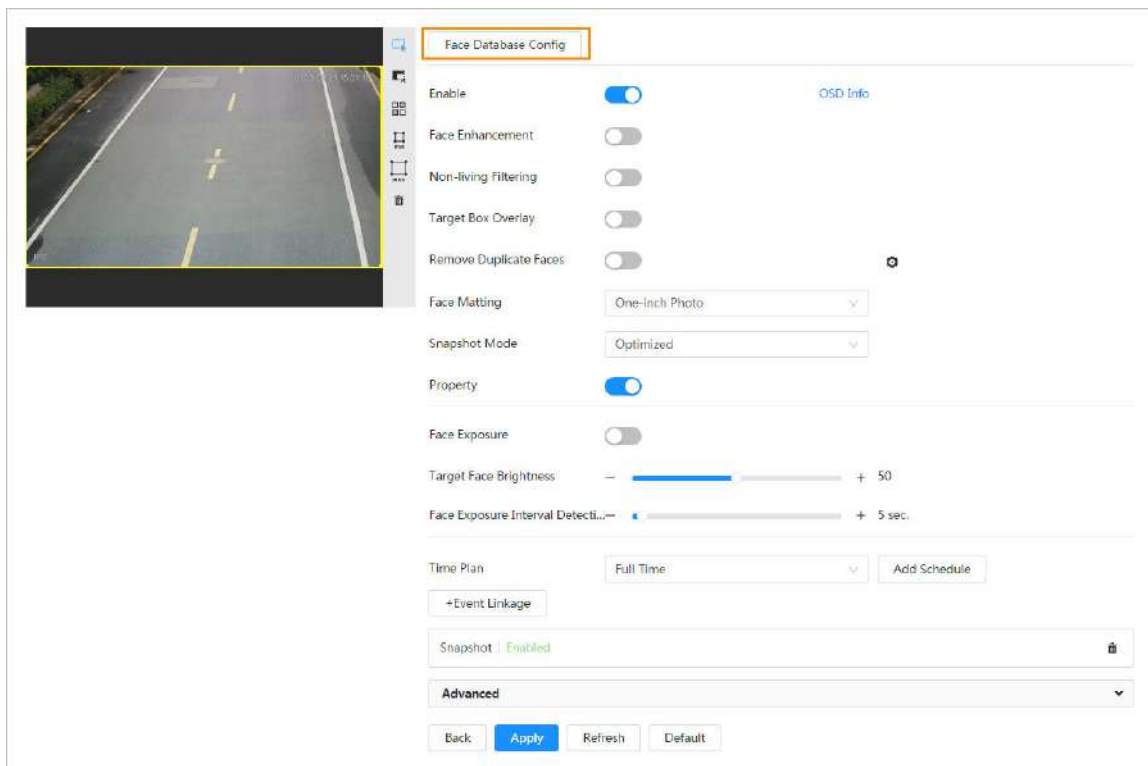 Face Database Config
Enable
OSD Info
Face Enhancement
Non-living Filtering
Target Box Overlay
Remove Duplicate Faces
Face Matting
One-inch Photo
Snapshot Mode
Optimized
Property
Face Exposure
Target Face Brightness
− + 50
Face Exposure Interval Detecti...
− + 5 sec.
Time Plan
Full Time
Add Schedule
+Event Linkage
Snapshot | Enabled
Advanced
Back
Apply
Refresh
Default